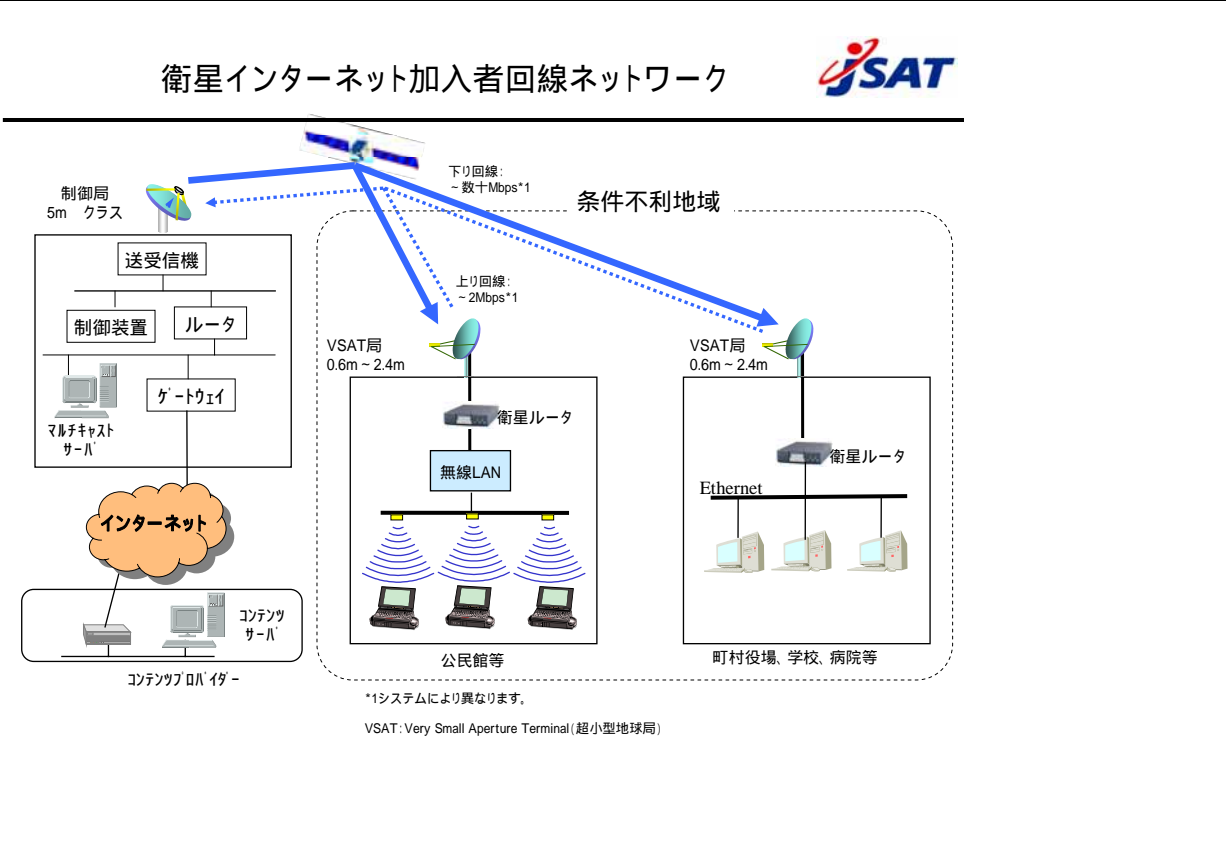 衛星インターネット加入者回線ネットワーク
JSAT
下り回線：
~数十Mbps*1
条件不利地域
制御局
5m　クラス
送受信機
制御装置
ルータ
ｹﾞｰﾄｳｪｲ
ﾏﾙﾁｷｬｽﾄ
ｻｰﾊﾞ
インターネット
ｺﾝﾃﾝﾂ
ｻｰﾊﾞ
ｺﾝﾃﾝﾂﾌﾟﾛﾊﾞｲﾀﾞｰ
上り回線：
~2Mbps*1
VSAT局
0.6m~2.4m
衛星ルータ
無線LAN
公民館等
VSAT局
0.6m~2.4m
衛星ルータ
Ethernet
町村役場、学校、病院等
*1システムにより異なります。
VSAT：Very Small Aperture Terminal（超小型地球局）